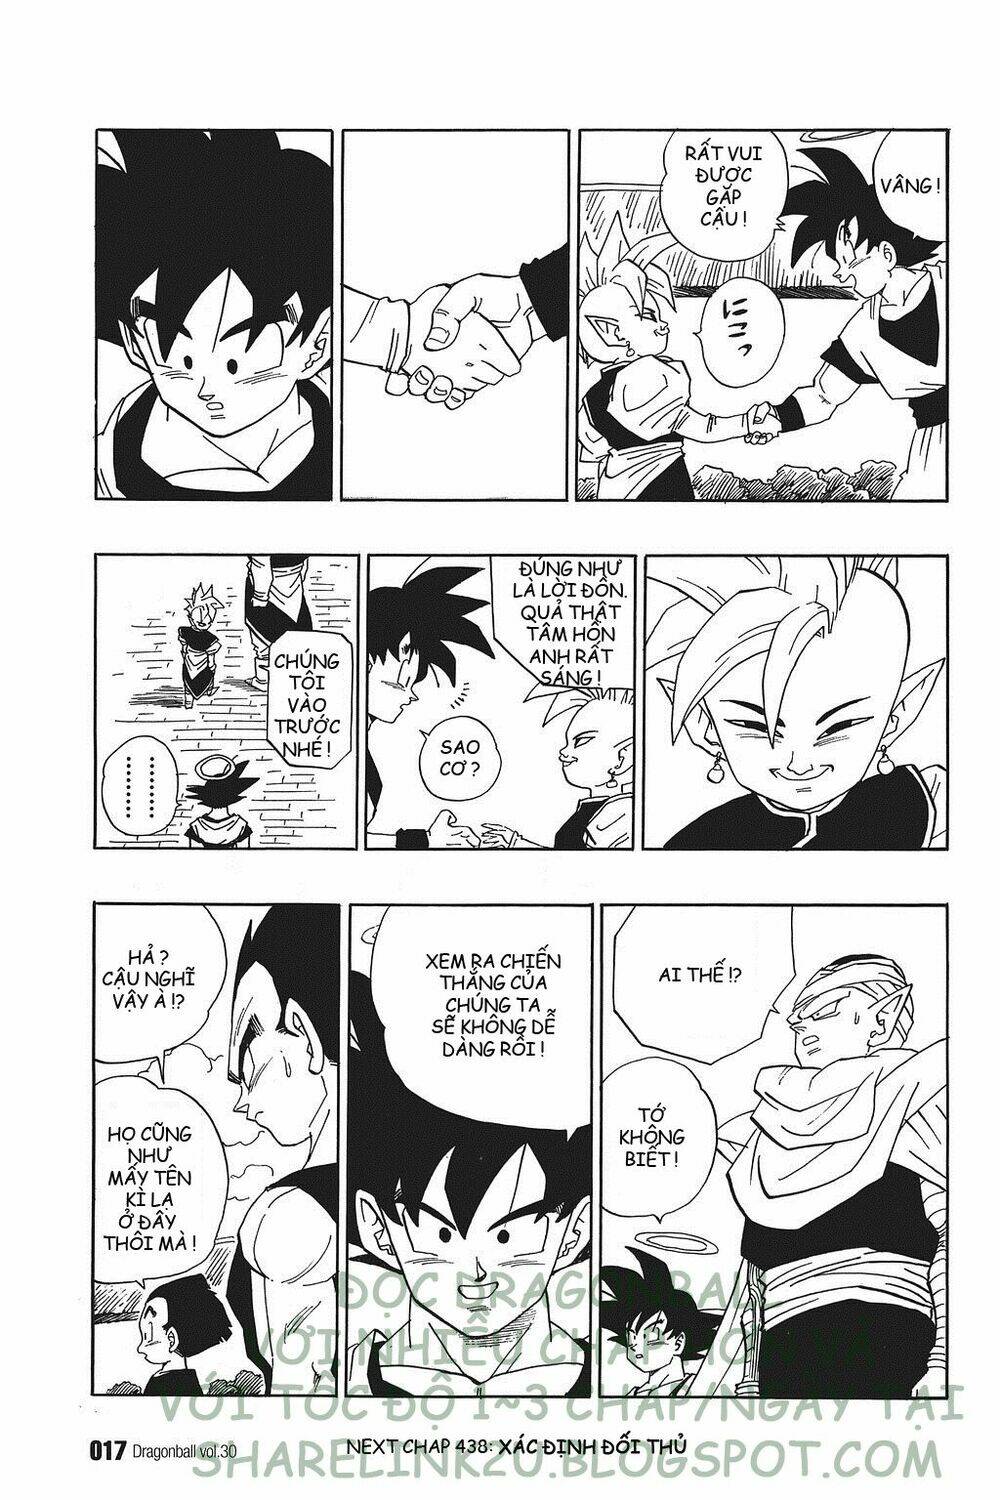 VÂNG!
RẤT VUI
ĐƯỢC
GẶP
CẬU!
にこっ
ĐÚNG NHƯ
LÀ LỜI ĐỒN.
QUẢ THẬT
TÂM HỒN
ANH RẤT
SÁNG!
SAO
CƠ?
CHÚNG
TÔI
VÀO
TRƯỚC
NHÉ!
AI THẾ!?
TỚ
KHÔNG
BIẾT!
XEM RA CHIẾN
THẮNG CỦA
CHÚNG TA
SẼ KHÔNG DỄ
DÀNG RỒI!
HẢ?
CẬU NGHĨ
VẬY À!?
HỌ CŨNG
NHƯ
MẤY TÊN
KÌ LẠ
Ở ĐÂY
THÔI MÀ!
ĐỌC DRAGONBALL
VỚI NHIỀU CHAP HƠN VÀ
VỚI TỐC ĐỘ 1~3 CHAP/NGÀY TẠI
SHARELINK2U.BLOGSPOT.COM
017 Dragonball vol.30
NEXT CHAP 438: XÁC ĐỊNH ĐỐI THỦ